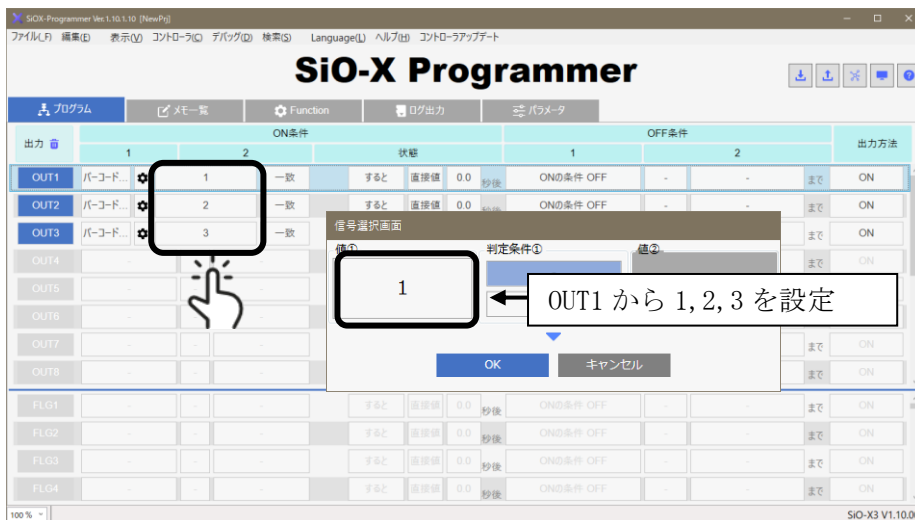 SiOX-Programmer Ver.1.10.1.10 [NewPrj]
ファイル(F) 編集(E) 表示(V) コントローラ(C) デバッグ(D) 検索(S) Language(L) ヘルプ(H) コントローラアップデート
SiO-X Programmer
プログラム メモ一覧 Function ログ出力 パラメータ
出力 ON条件 OFF条件 出力方法
1 2 状態 1 2
OUT1 バーコード... 1 一致 すると 直接値 0.0 秒後 ONの条件 OFF - - まで ON
OUT2 バーコード... 2 一致 すると 直接値 0.0 秒後 ONの条件 OFF - - まで ON
OUT3 バーコード... 3 一致 まで ON
OUT4 - - まで ON
OUT5 - -
OUT6 - -
OUT7 - - - まで ON
OUT8 - - - まで ON
信号選択画面
値① 判定条件① 値②
1
OUT1 から 1,2,3 を設定
OK キャンセル
FLG1 - - - すると 直接値 0.0 秒後 ONの条件 OFF - - まで ON
FLG2 - - - すると 直接値 0.0 秒後 ONの条件 OFF - - まで ON
FLG3 - - - すると 直接値 0.0 秒後 ONの条件 OFF - - まで ON
FLG4 - - - すると 直接値 0.0 秒後 ONの条件 OFF - - まで ON
100 %